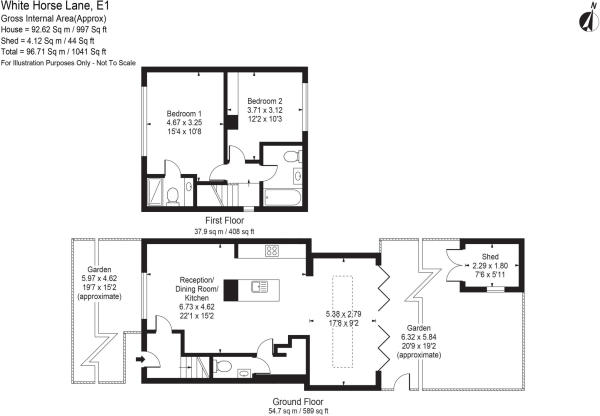 White Horse Lane, E1
Gross Internal Area(Approx)
House = 92.62 Sq m / 997 Sq ft
Shed = 4.12 Sq m / 44 Sq ft
Total = 96.71 Sq m / 1041 Sq ft
For Illustration Purposes Only - Not To Scale
N
Bedroom 1
4.67 x 3.25
15'4 x 10'8
Bedroom 2
3.71 x 3.12
12'2 x 10'3
First Floor
37.9 sq m / 408 sq ft
Garden
5.97 x 4.62
19'7 x 15'2
(approximate)
Reception/
Dining Room/
Kitchen
6.73 x 4.62
22'1 x 15'2
5.38 x 2.79
17'8 x 9'2
Shed
2.29 x 1.80
7'6 x 5'11
Garden
6.32 x 5.84
20'9 x 19'2
(approximate)
Ground Floor
54.7 sq m / 589 sq ft